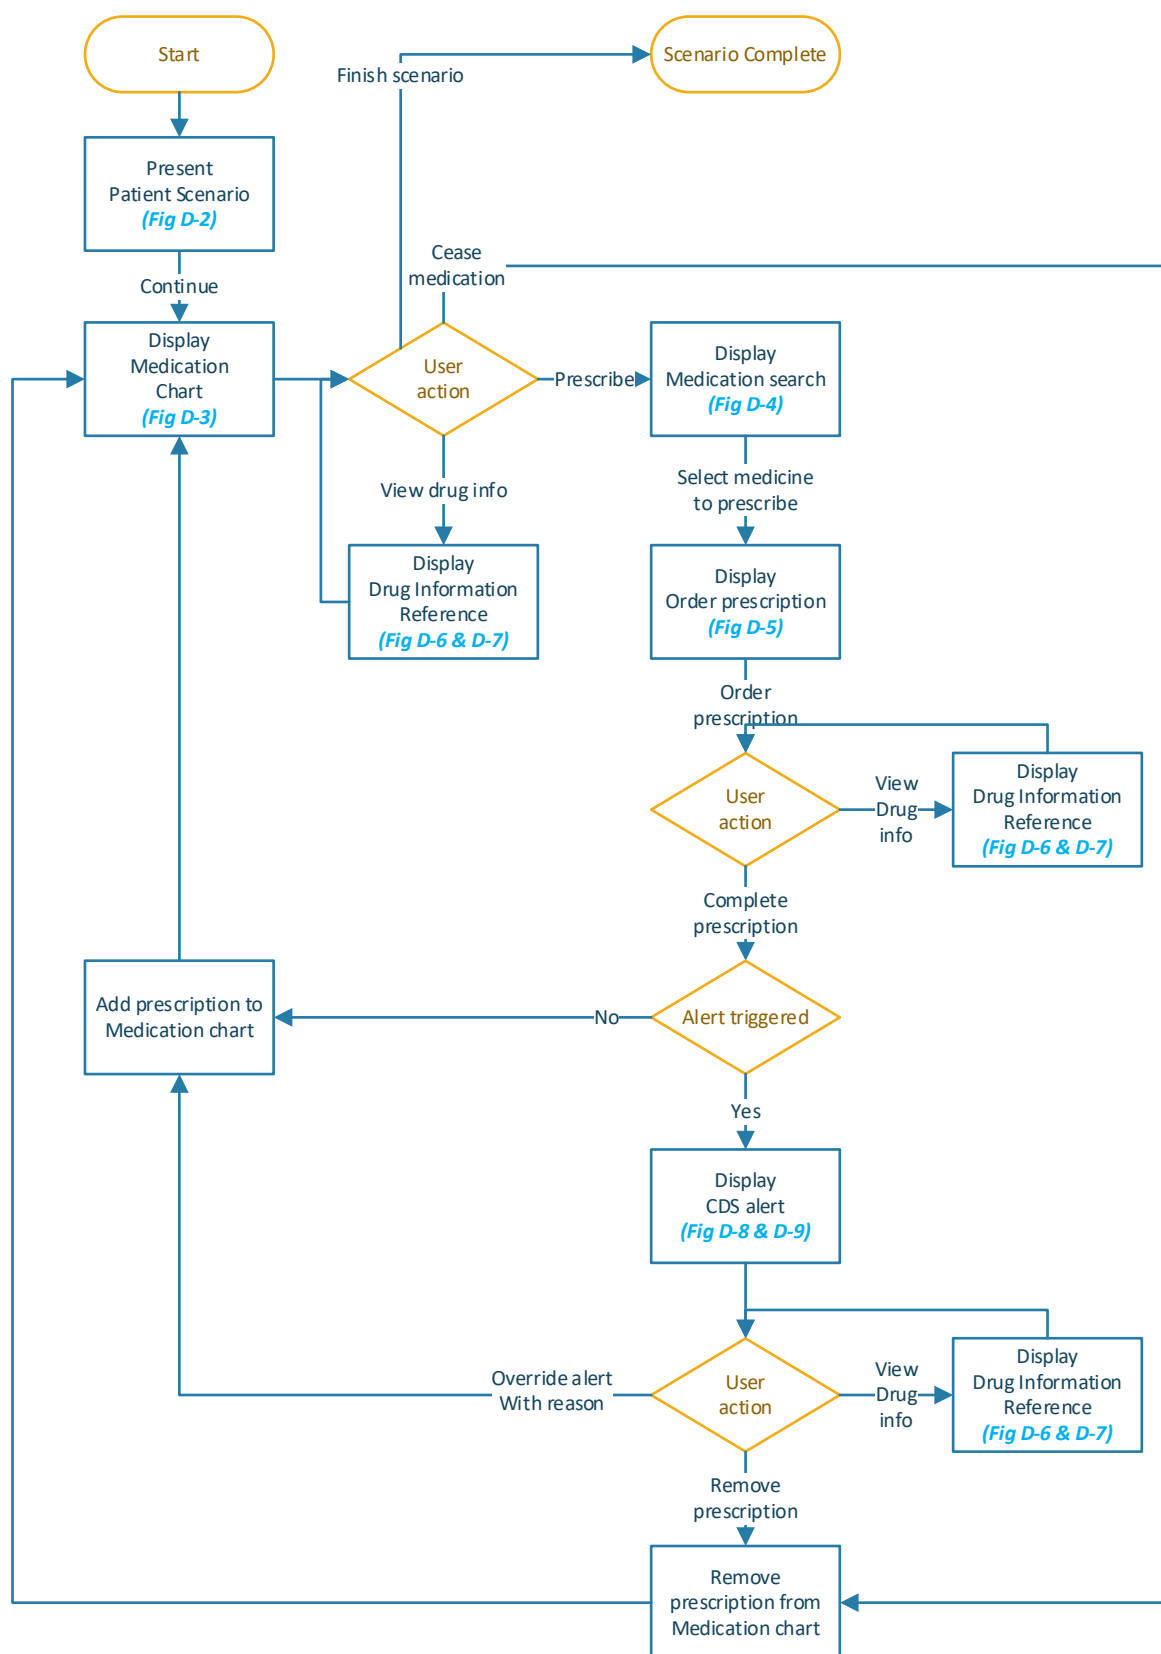 Start
Scenario Complete
Finish scenario
Present
Patient Scenario
(Fig D-2)
Continue
Cease
medication
Display
Medication
Chart
(Fig D-3)
User
action
Prescribe
Display
Medication search
(Fig D-4)
View drug info
Select medicine
to prescribe
Display
Drug Information
Reference
(Fig D-6 & D-7)
Display
Order prescription
(Fig D-5)
Order
prescription
User
action
View
Drug
info
Display
Drug Information
Reference
(Fig D-6 & D-7)
Complete
prescription
Add prescription to
Medication chart
No
Alert triggered
Yes
Display
CDS alert
(Fig D-8 & D-9)
Override alert
With reason
User
action
View
Drug
info
Display
Drug Information
Reference
(Fig D-6 & D-7)
Remove
prescription
Remove
prescription from
Medication chart